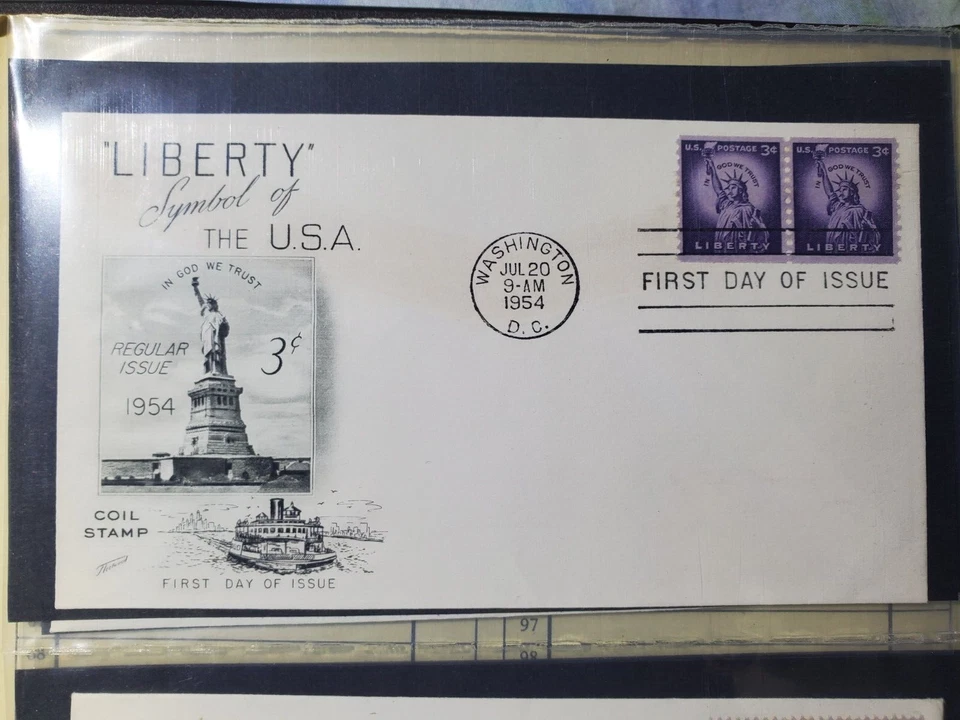 "LIBERTY"
Symbol of
THE U.S.A.
IN GOD WE TRUST
REGULAR
ISSUE
3¢
1954
COIL
STAMP
FIRST DAY OF ISSUE
WASHINGTON
JUL 20
9-AM
1954
D.C.
U.S. POSTAGE 3¢
IN GOD WE TRUST
LIBERTY
U.S. POSTAGE 3¢
IN GOD WE TRUST
LIBERTY
FIRST DAY OF ISSUE
97
98